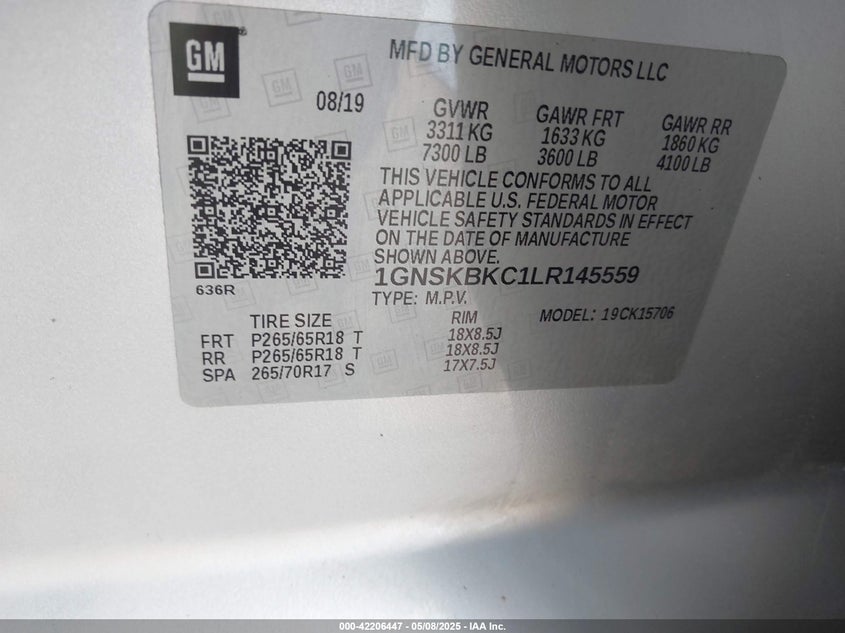 GM
MFD BY GENERAL MOTORS LLC
08/19
GVWR GAWR FRT GAWR RR
3311 KG 1633 KG 1860 KG
7300 LB 3600 LB 4100 LB
THIS VEHICLE CONFORMS TO ALL
APPLICABLE U.S. FEDERAL MOTOR
VEHICLE SAFETY STANDARDS IN EFFECT
ON THE DATE OF MANUFACTURE
SHOWN ABOVE.
636R
1GNSKBKC1LR145559
TYPE: M.P.V. MODEL: 19CK15706
TIRE SIZE RIM
FRT P265/65R18 T 18X8.5J
RR P265/65R18 T 18X8.5J
SPA 265/70R17 S 17X7.5J
000-42206447 - 05/08/2025 - IAA Inc.